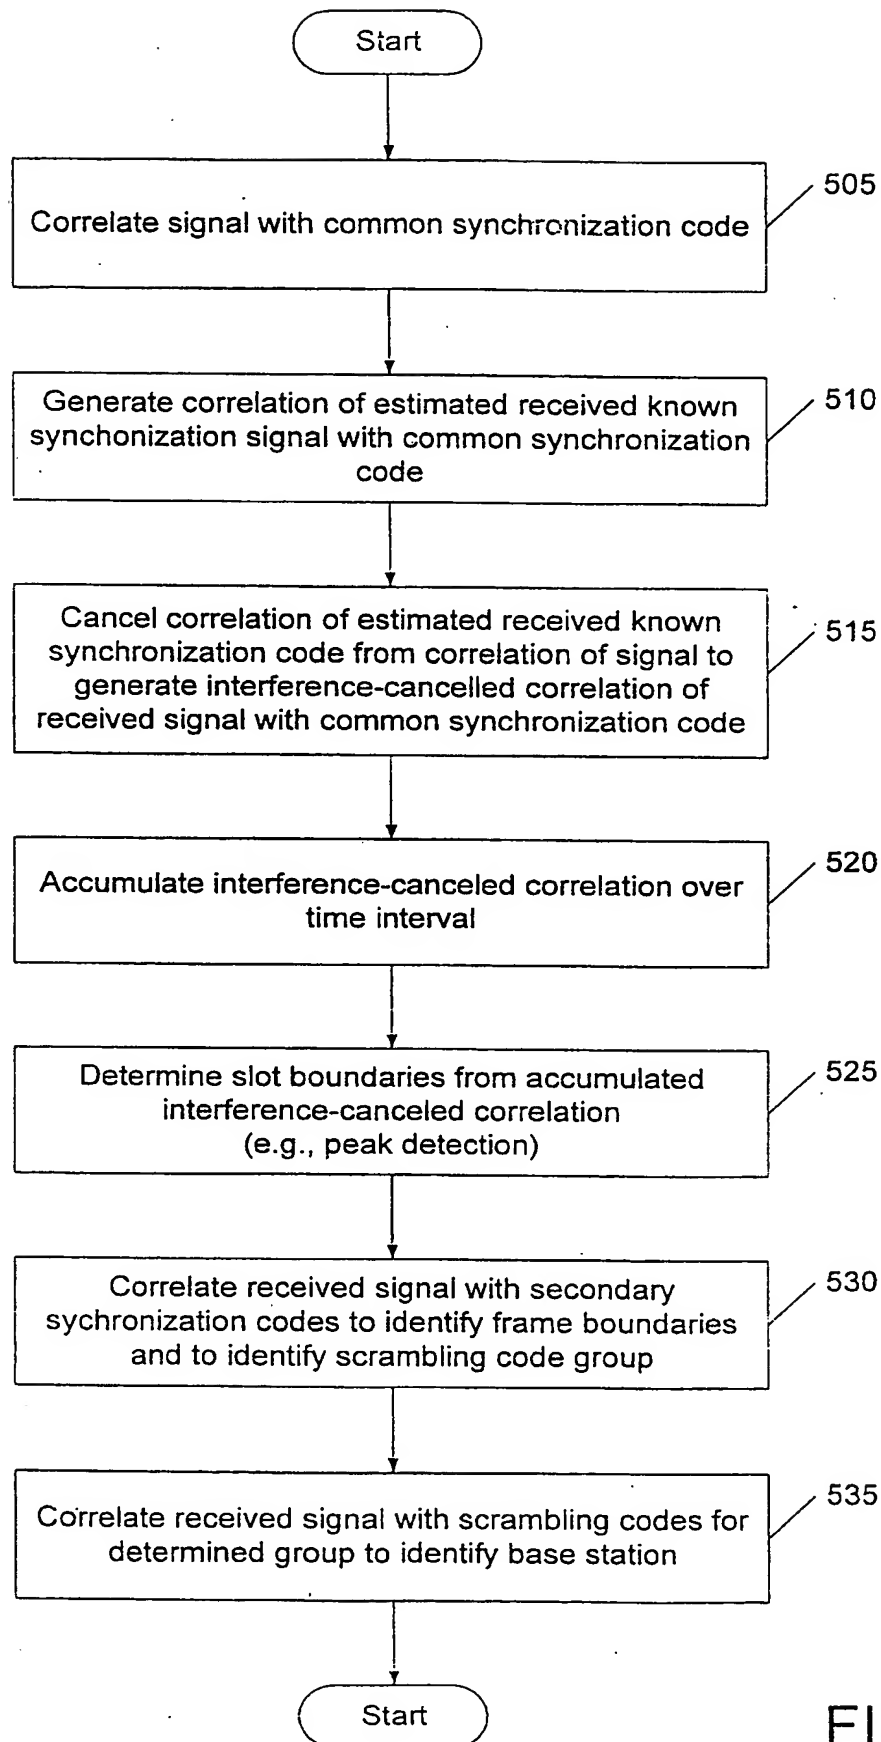 Start
505
Correlate signal with common synchronization code
510
Generate correlation of estimated received known
synchonization signal with common synchronization
code
515
Cancel correlation of estimated received known
synchronization code from correlation of signal to
generate interference-cancelled correlation of
received signal with common synchronization code
520
Accumulate interference-canceled correlation over
time interval
525
Determine slot boundaries from accumulated
interference-canceled correlation
(e.g., peak detection)
530
Correlate received signal with secondary
sychronization codes to identify frame boundaries
and to identify scrambling code group
535
Correlate received signal with scrambling codes for
determined group to identify base station
Start